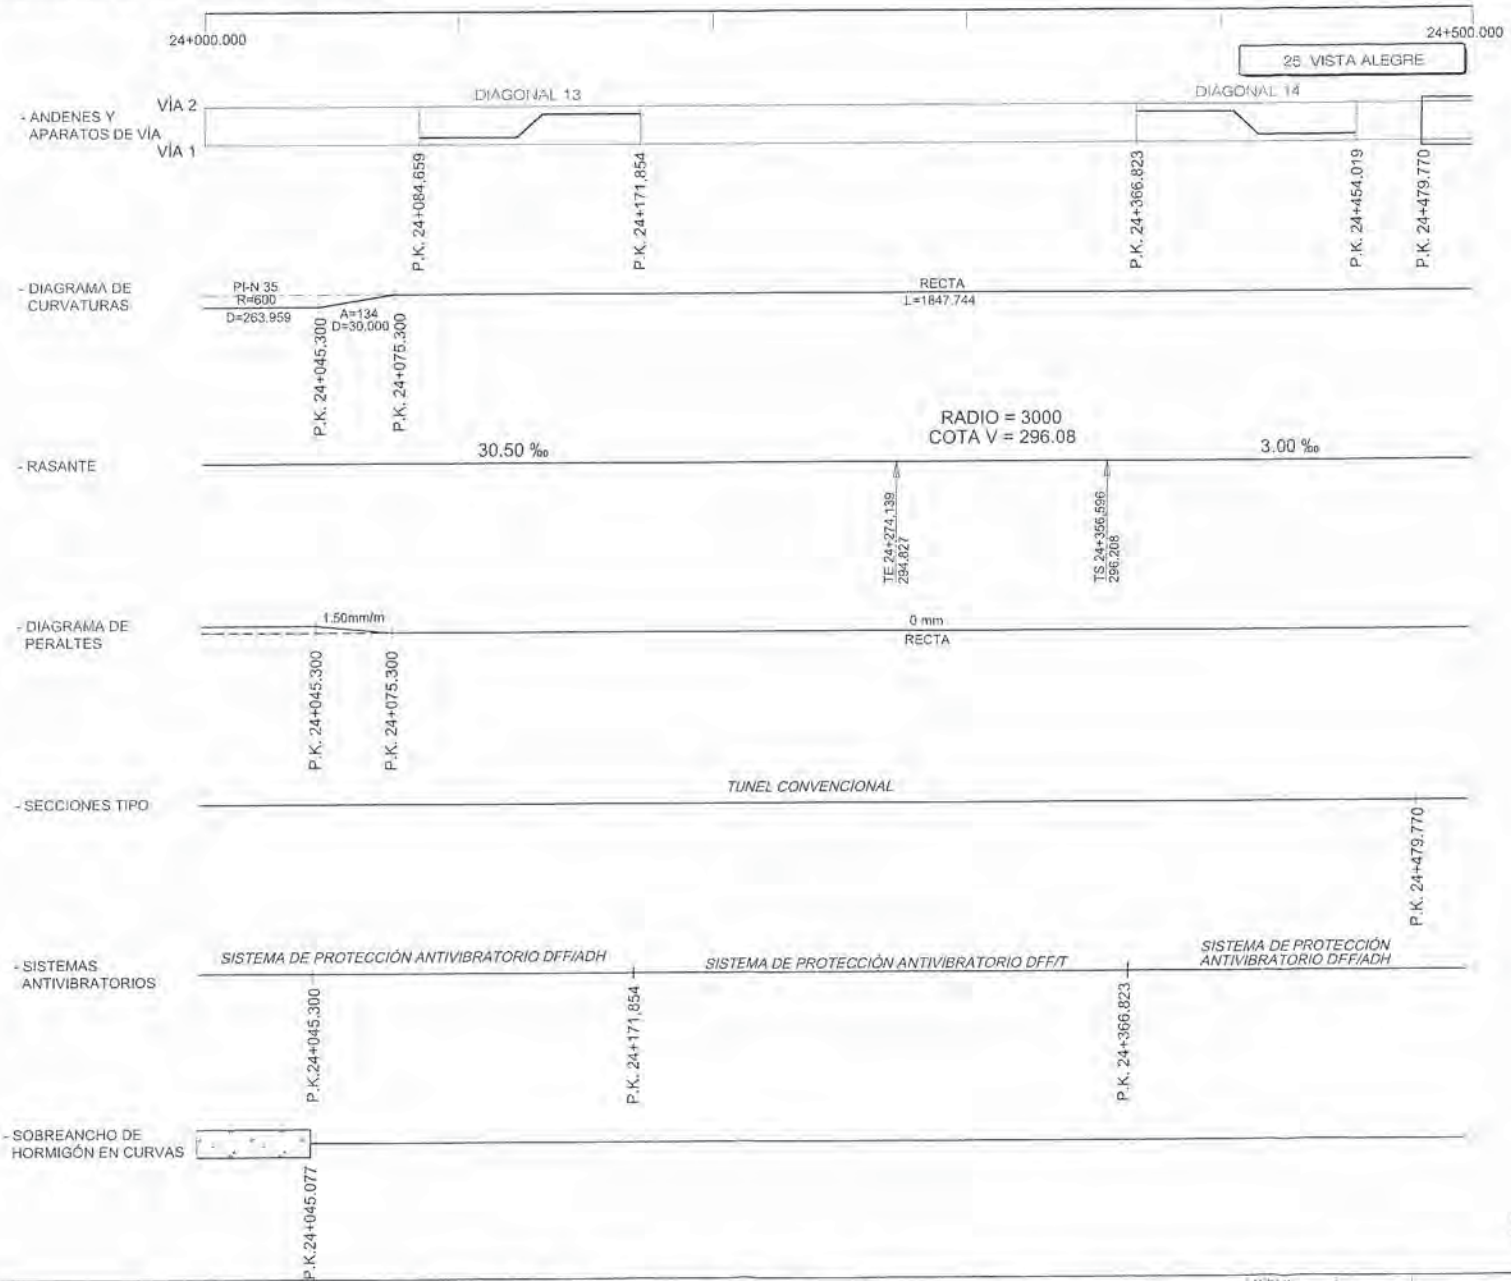 24+000.000
24+500.000
25 VISTA ALEGRE
- ANDENES Y
APARATOS DE VÍA
VÍA 2
VÍA 1
DIAGONAL 13
DIAGONAL 14
P.K. 24+084,659
P.K. 24+171,854
P.K. 24+366.823
P.K. 24+454.019
P.K. 24+479.770
- DIAGRAMA DE
CURVATURAS
PI-N 35
R=600
D=263.959
A=134
D=30,000
RECTA
L=1847.744
P.K. 24+045.300
P.K. 24+075.300
- RASANTE
30.50 ‰
RADIO = 3000
COTA V = 296.08
3.00 ‰
TE 24+274,139
294.827
TS 24+356,596
296.208
- DIAGRAMA DE
PERALTES
1.50mm/m
0 mm
RECTA
P.K. 24+045.300
P.K. 24+075.300
- SECCIONES TIPO
TUNEL CONVENCIONAL
P.K. 24+479.770
- SISTEMAS
ANTIVIBRATORIOS
SISTEMA DE PROTECCIÓN ANTIVIBRATORIO DFF/ADH
SISTEMA DE PROTECCIÓN ANTIVIBRATORIO DFF/T
SISTEMA DE PROTECCIÓN
ANTIVIBRATORIO DFF/ADH
P.K.24+045.300
P.K. 24+171,854
P.K. 24+366.823
- SOBREANCHO DE
HORMIGÓN EN CURVAS
P.K.24+045.077